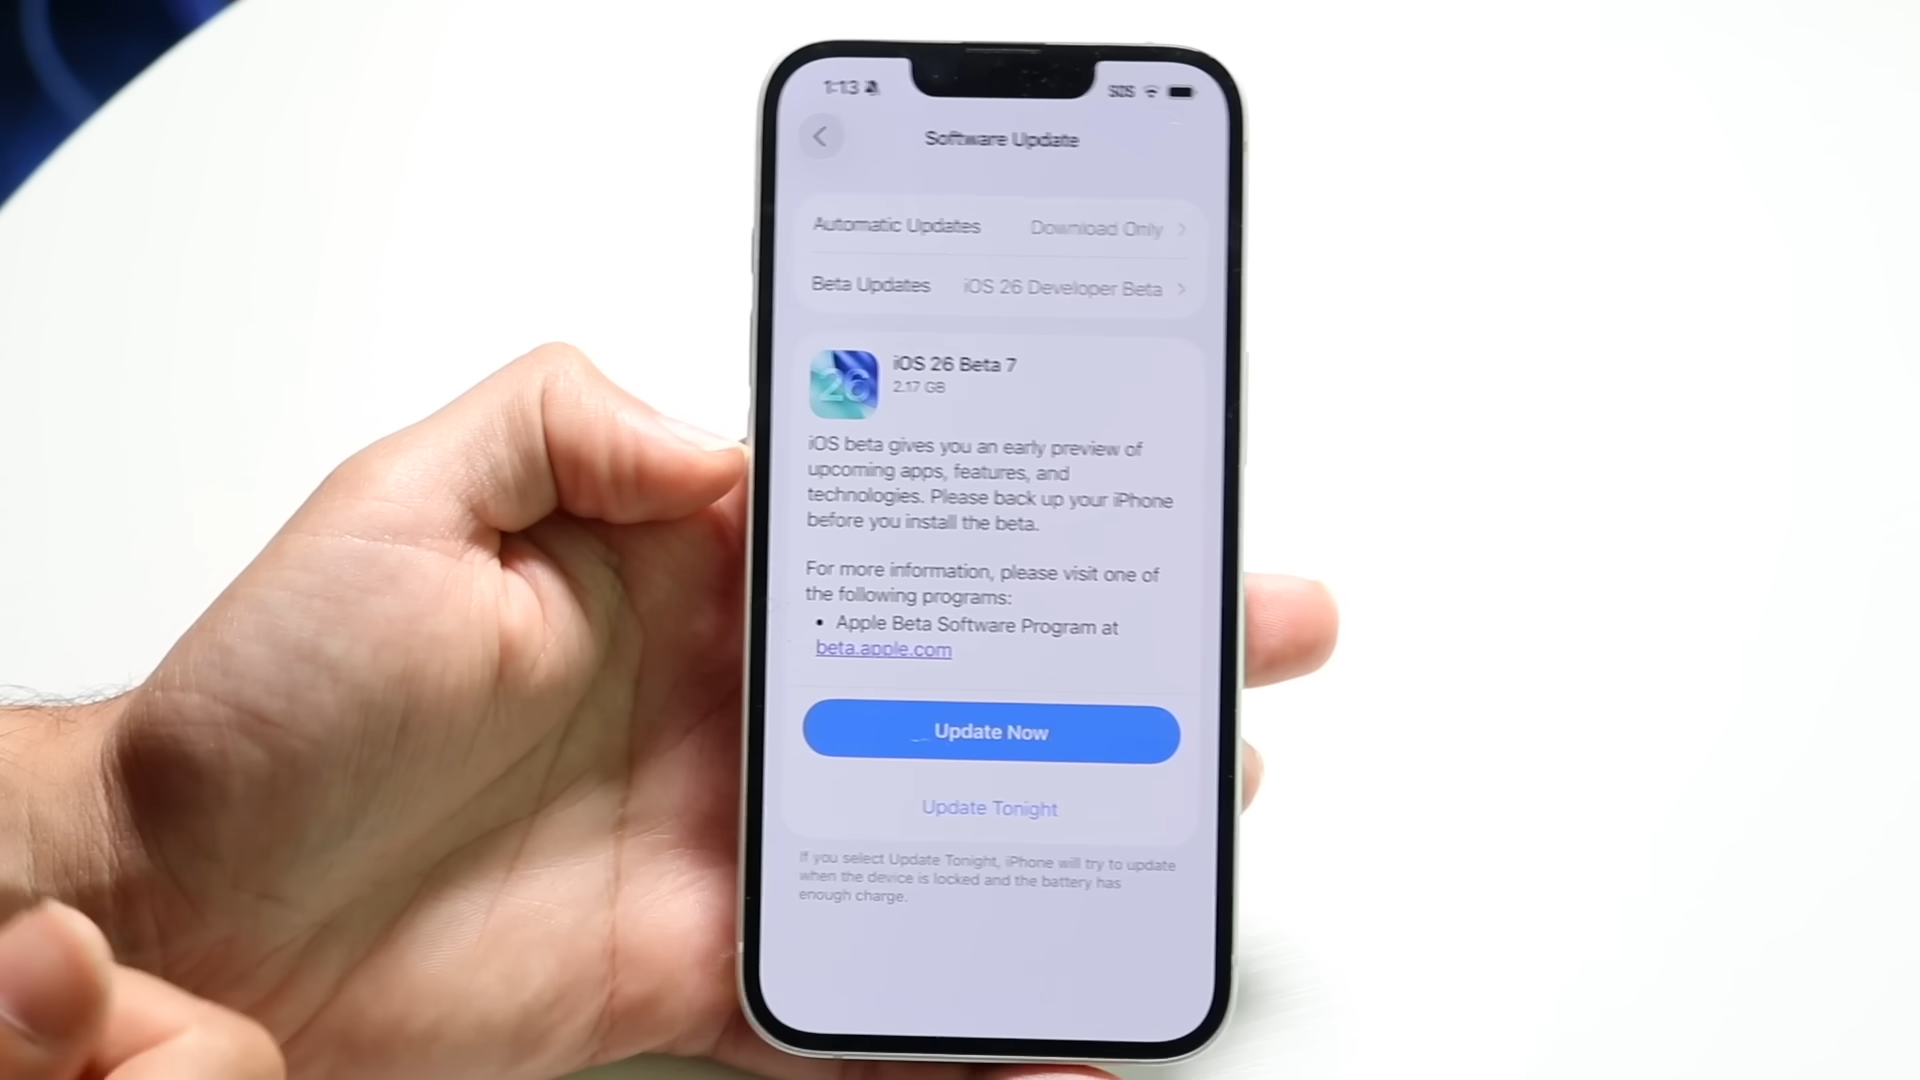 1:13
SOS
Software Update
Automatic Updates Download Only
Beta Updates iOS 26 Developer Beta
26
iOS 26 Beta 7
2.17 GB
iOS beta gives you an early preview of
upcoming apps, features, and
technologies. Please back up your iPhone
before you install the beta.
For more information, please visit one of
the following programs:
• Apple Beta Software Program at
beta.apple.com
Update Now
Update Tonight
If you select Update Tonight, iPhone will try to update
when the device is locked and the battery has
enough charge.